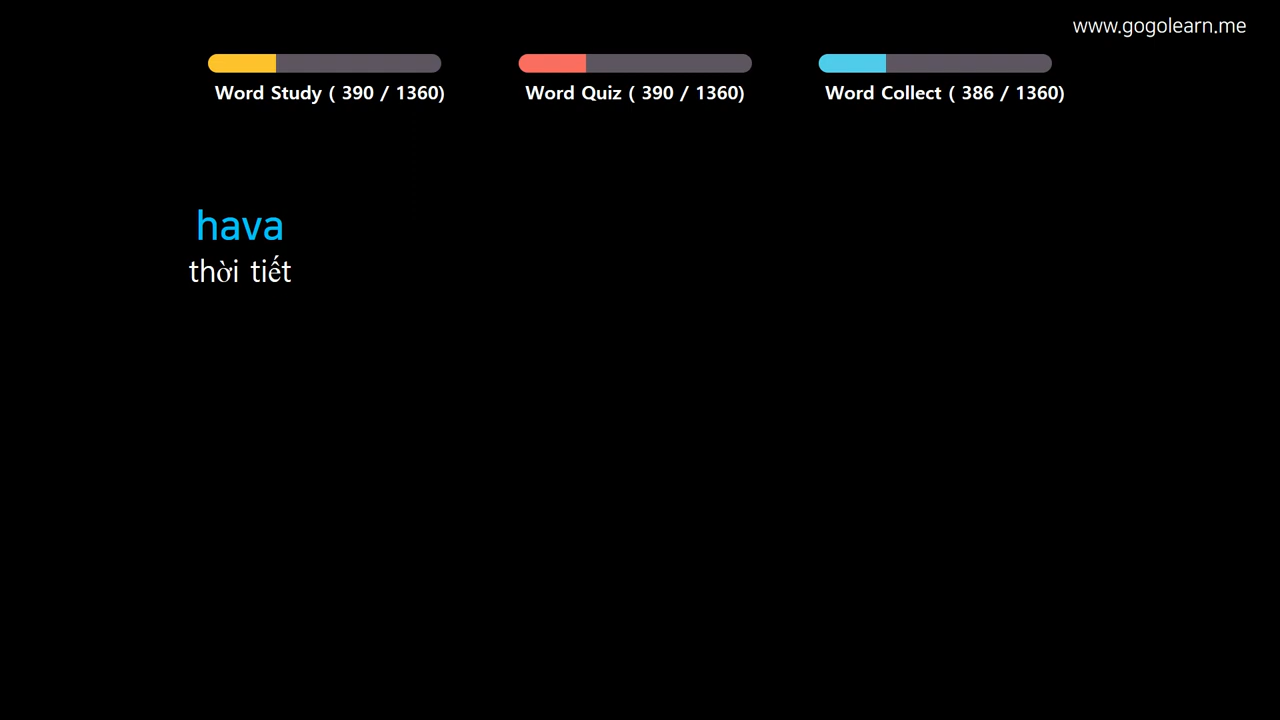 www.gogolearn.me
Word Study ( 390 / 1360)
Word Quiz ( 390 / 1360)
Word Collect ( 386 / 1360)
hava
thời tiết